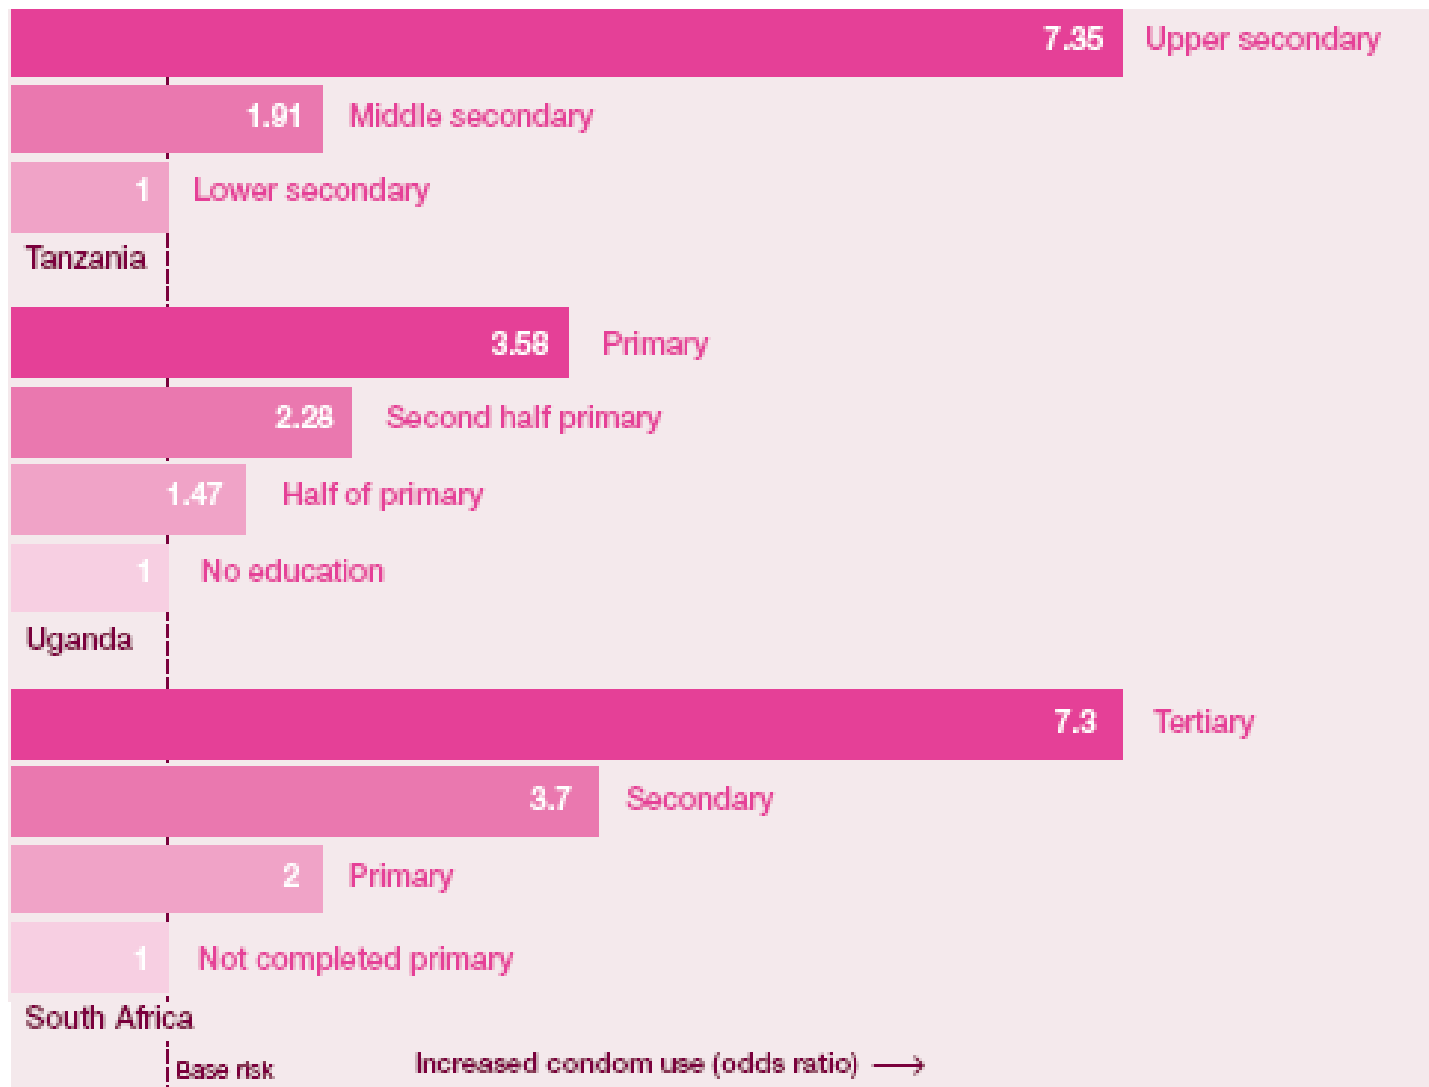 7.35 Upper secondary
1.91 Middle secondary
1 Lower secondary
Tanzania
3.58 Primary
2.28 Second half primary
1.47 Half of primary
1 No education
Uganda
7.3 Tertiary
3.7 Secondary
2 Primary
1 Not completed primary
South Africa
Base risk Increased condom use (odds ratio) →